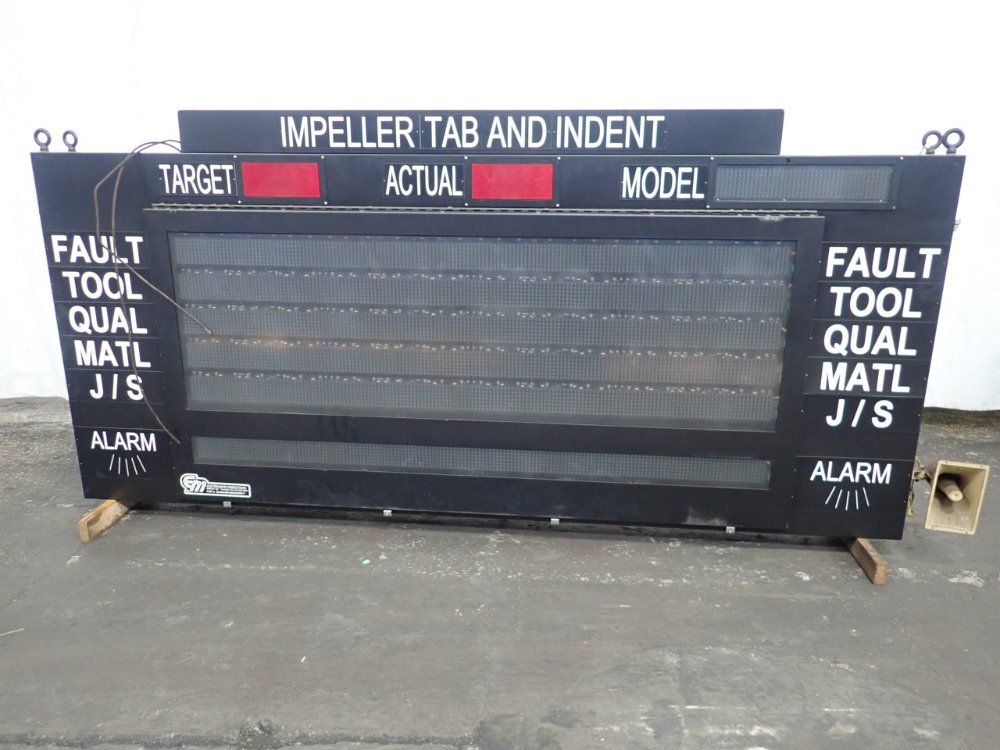 IMPELLER TAB AND INDENT
TARGET ACTUAL MODEL
FAULT FAULT
TOOL TOOL
QUAL QUAL
MATL MATL
J / S J / S
ALARM ALARM